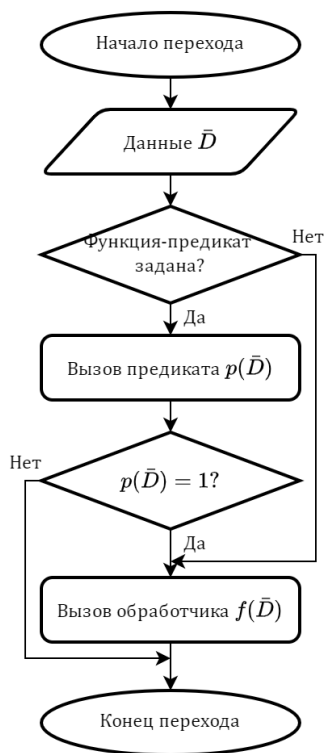 Начало перехода
Данные D̄
Функция-предикат
задана?
Нет
Да
Вызов предиката p(D̄)
Нет
p(D̄) = 1?
Да
Вызов обработчика f(D̄)
Конец перехода